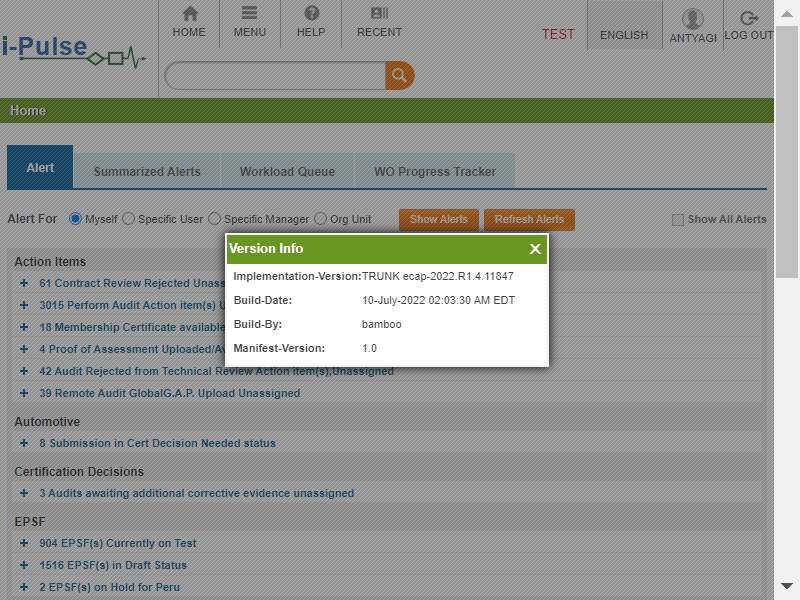 i-Pulse
HOME
MENU
HELP
RECENT
TEST
ENGLISH
ANTYAGI
LOG OUT
Home
Alert
Summarized Alerts
Workload Queue
WO Progress Tracker
Alert For
Myself
Specific User
Specific Manager
Org Unit
Show Alerts
Refresh Alerts
Show All Alerts
Version Info
Implementation-Version:TRUNK ecap-2022.R1.4.11847
Build-Date: 10-July-2022 02:03:30 AM EDT
Build-By: bamboo
Manifest-Version: 1.0
Action Items
61 Contract Review Rejected
3015 Perform Audit Action item(s)
18 Membership Certificate available
4 Proof of Assessment
42 Audit Rejected from Technical Review Action item(s),Unassigned
39 Remote Audit GlobalG.A.P. Upload Unassigned
Automotive
8 Submission in Cert Decision Needed status
Certification Decisions
3 Audits awaiting additional corrective evidence unassigned
EPSF
904 EPSF(s) Currently on Test
1516 EPSF(s) in Draft Status
2 EPSF(s) on Hold for Peru